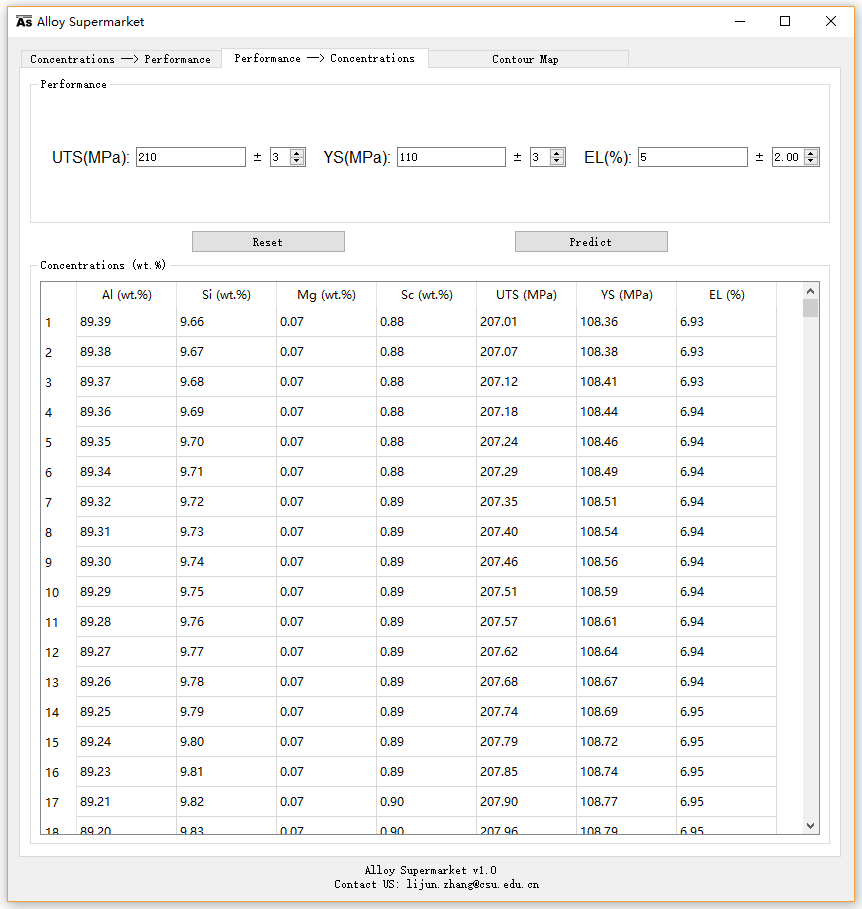 As Alloy Supermarket
Concentrations —> Performance Performance —> Concentrations Contour Map
Performance
UTS(MPa): 210 ± 3 YS(MPa): 110 ± 3 EL(%): 5 ± 2.00
Reset Predict
Concentrations (wt.%)
Al (wt.%) Si (wt.%) Mg (wt.%) Sc (wt.%) UTS (MPa) YS (MPa) EL (%)
1 89.39 9.66 0.07 0.88 207.01 108.36 6.93
2 89.38 9.67 0.07 0.88 207.07 108.38 6.93
3 89.37 9.68 0.07 0.88 207.12 108.41 6.93
4 89.36 9.69 0.07 0.88 207.18 108.44 6.94
5 89.35 9.70 0.07 0.88 207.24 108.46 6.94
6 89.34 9.71 0.07 0.88 207.29 108.49 6.94
7 89.32 9.72 0.07 0.89 207.35 108.51 6.94
8 89.31 9.73 0.07 0.89 207.40 108.54 6.94
9 89.30 9.74 0.07 0.89 207.46 108.56 6.94
10 89.29 9.75 0.07 0.89 207.51 108.59 6.94
11 89.28 9.76 0.07 0.89 207.57 108.61 6.94
12 89.27 9.77 0.07 0.89 207.62 108.64 6.94
13 89.26 9.78 0.07 0.89 207.68 108.67 6.94
14 89.25 9.79 0.07 0.89 207.74 108.69 6.95
15 89.24 9.80 0.07 0.89 207.79 108.72 6.95
16 89.23 9.81 0.07 0.89 207.85 108.74 6.95
17 89.21 9.82 0.07 0.90 207.90 108.77 6.95
18 89.20 9.83 0.07 0.90 207.96 108.79 6.95
Alloy Supermarket v1.0
Contact US: lijun.zhang@csu.edu.cn